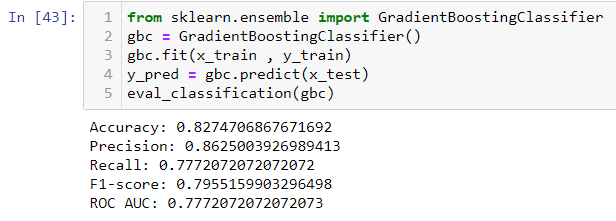 In [43]:
1 from sklearn.ensemble import GradientBoostingClassifier
2 gbc = GradientBoostingClassifier()
3 gbc.fit(x_train , y_train)
4 y_pred = gbc.predict(x_test)
5 eval_classification(gbc)
Accuracy: 0.8274706867671692
Precision: 0.8625003926989413
Recall: 0.7772072072072072
F1-score: 0.7955159903296498
ROC AUC: 0.7772072072072073